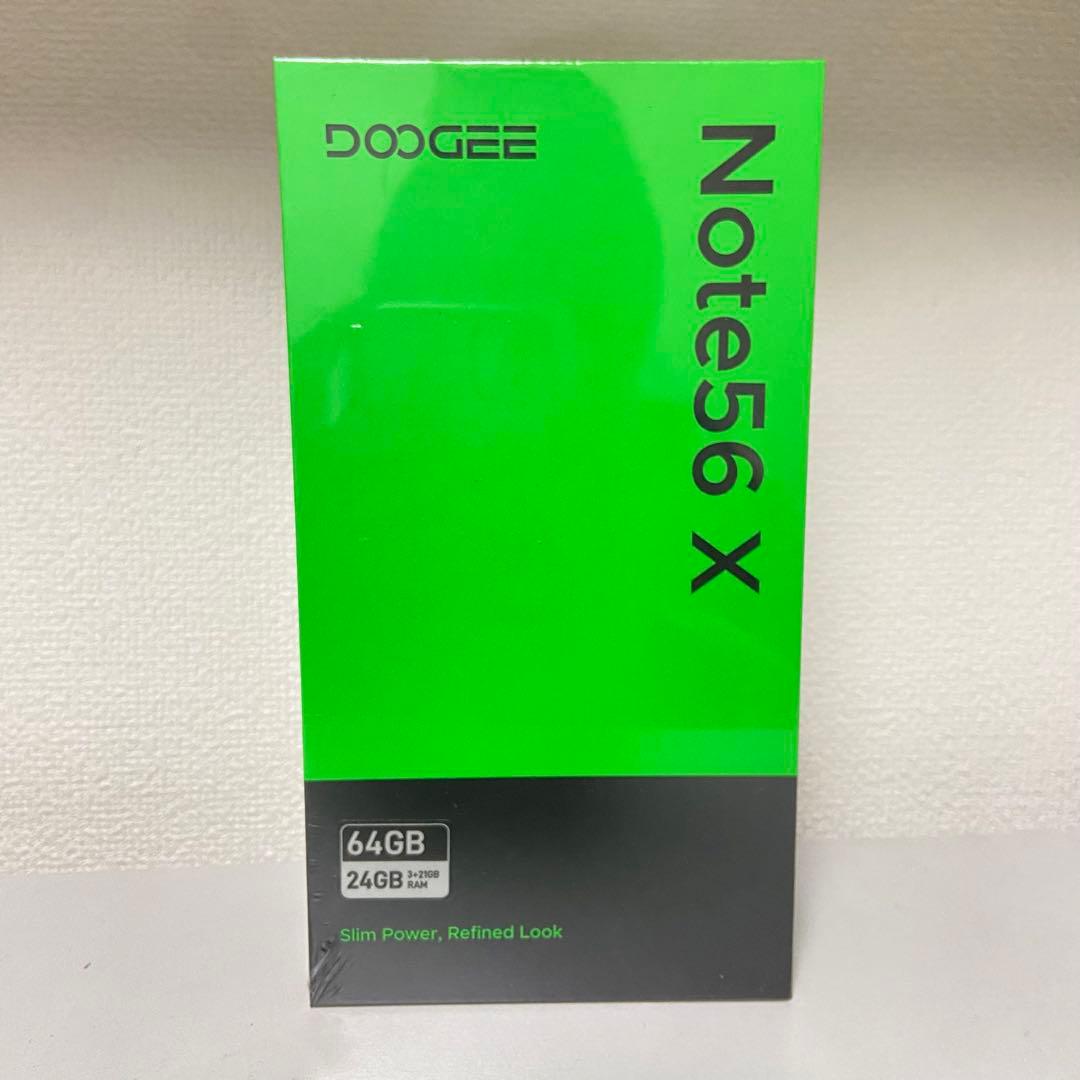 DOOGEE
Note56 X
64GB
24GB 3+21GB RAM
Slim Power, Refined Look